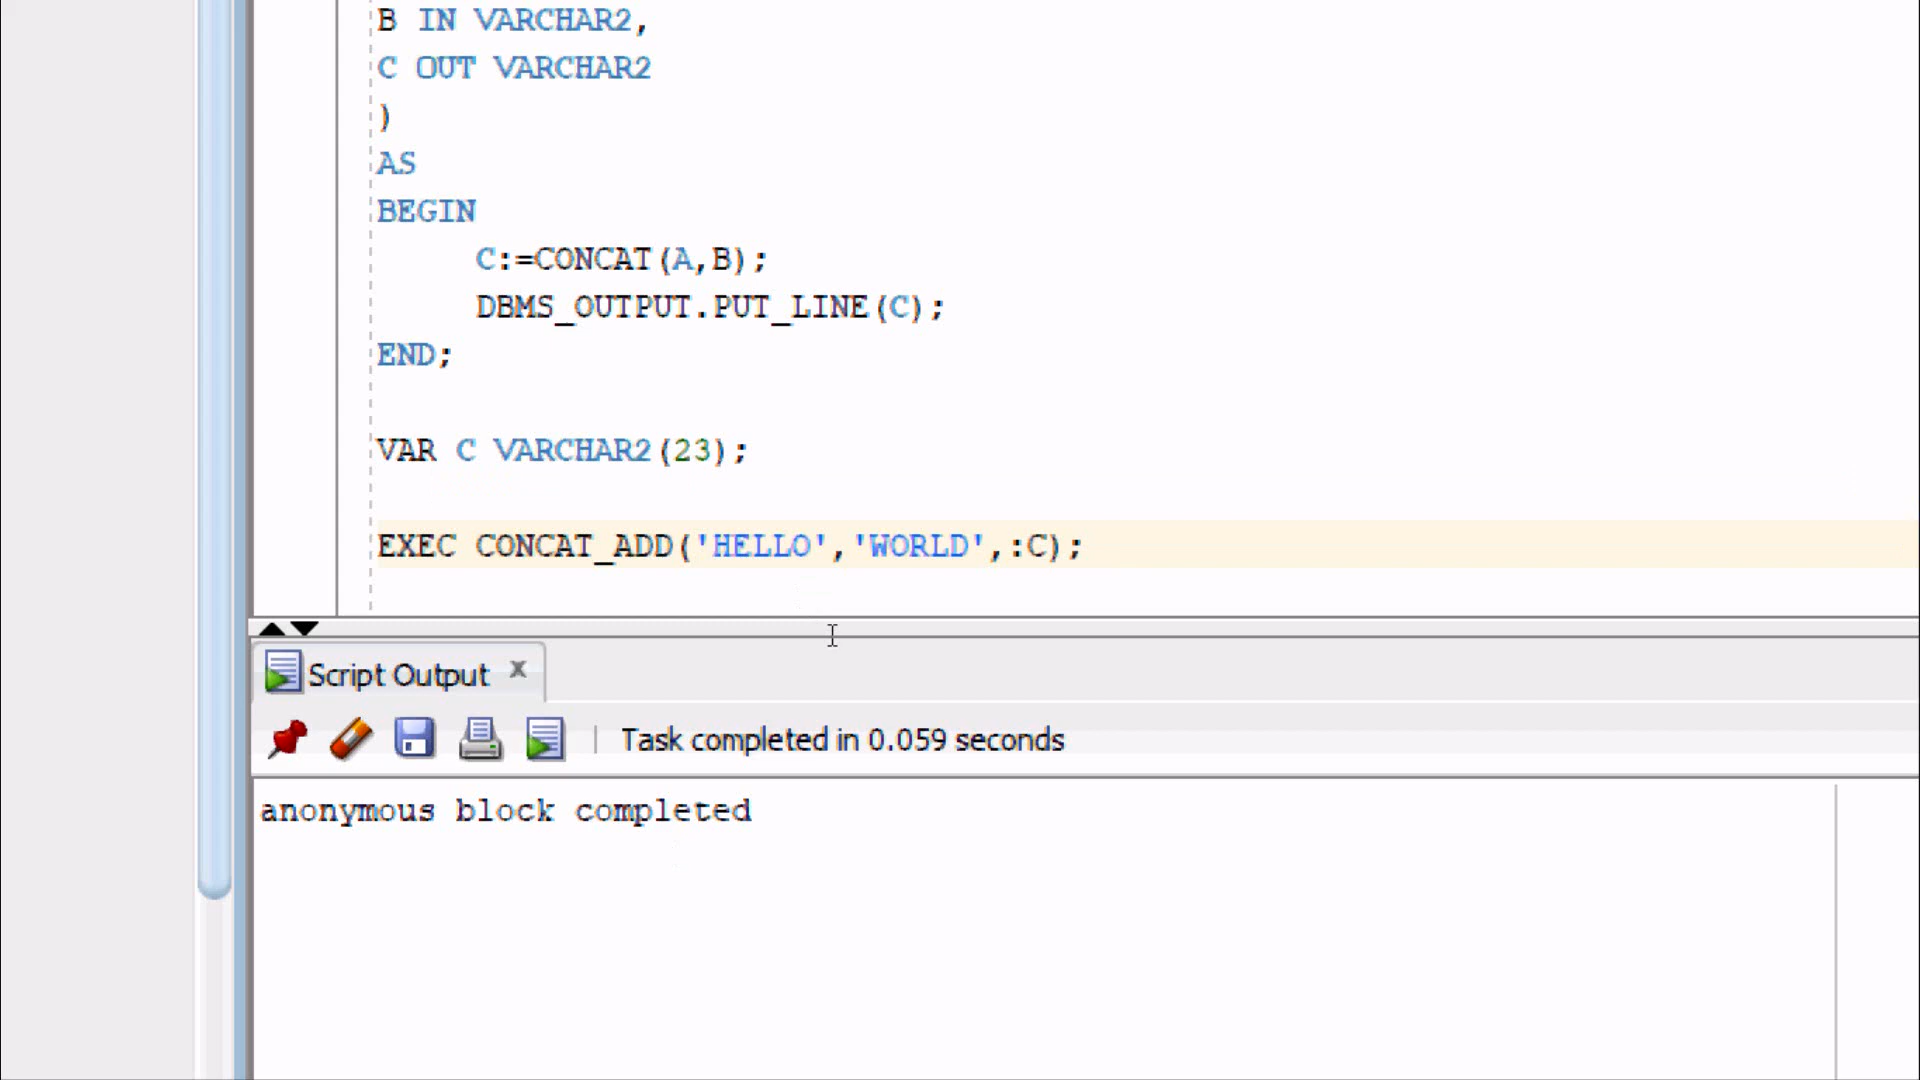 B IN VARCHAR2,
C OUT VARCHAR2
)
AS
BEGIN
C:=CONCAT(A,B);
DBMS_OUTPUT.PUT_LINE(C);
END;
VAR C VARCHAR2(23);
EXEC CONCAT_ADD('HELLO','WORLD',:C);
Script Output x
Task completed in 0.059 seconds
anonymous block completed